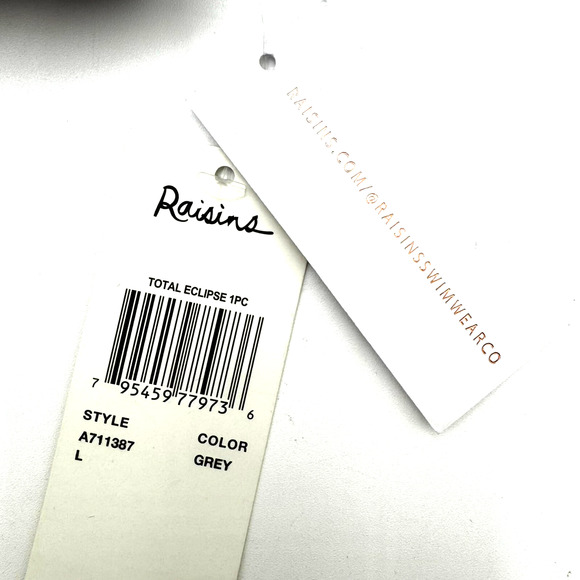 Raisins
TOTAL ECLIPSE 1PC
7 95459 77973 6
STYLE
A711387
L
COLOR
GREY
RAISINS.COM/@RAISINSSWIMWEARCO